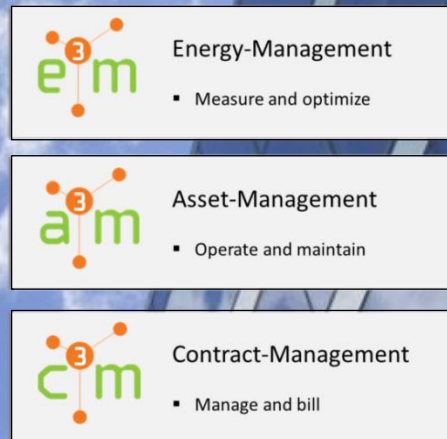 e3m
Energy-Management
▪ Measure and optimize
a3m
Asset-Management
▪ Operate and maintain
c3m
Contract-Management
▪ Manage and bill